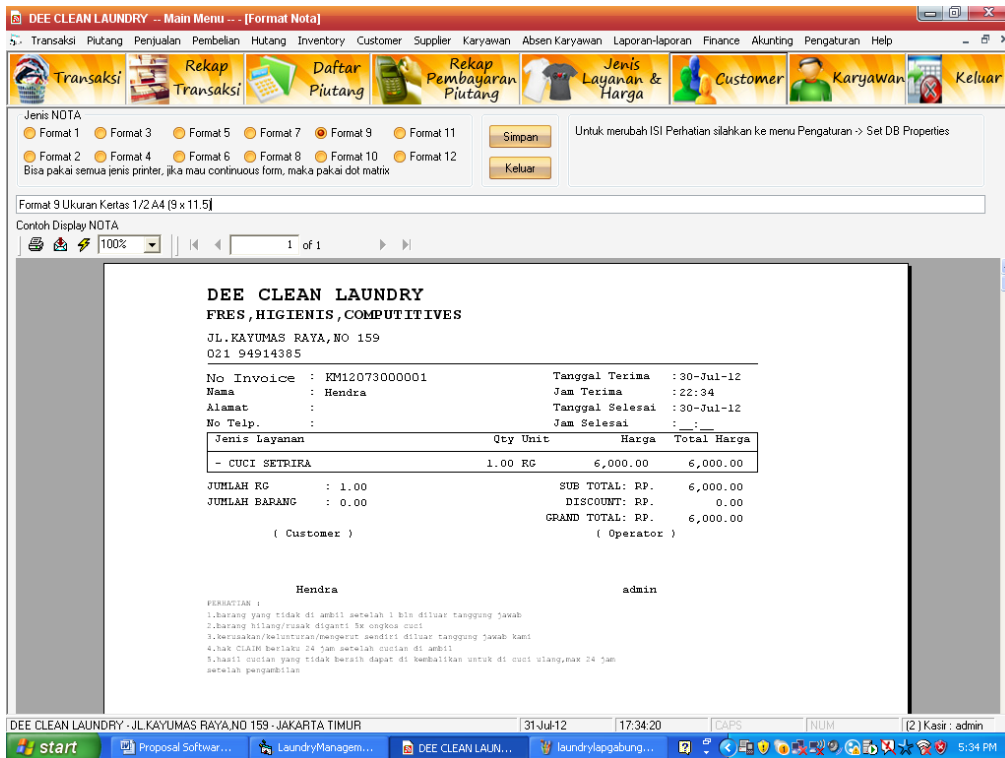 DEE CLEAN LAUNDRY -- Main Menu -- - [Format Nota]
Transaksi Piutang Penjualan Pembelian Hutang Inventory Customer Supplier Karyawan Absen Karyawan Laporan-laporan Finance Akunting Pengaturan Help
Transaksi
Rekap Transaksi
Daftar Piutang
Rekap Pembayaran Piutang
Jenis Layanan & Harga
Customer
Karyawan
Keluar
Jenis NOTA
Format 1 Format 3 Format 5 Format 7 Format 9 Format 11
Format 2 Format 4 Format 6 Format 8 Format 10 Format 12
Bisa pakai semua jenis printer, jika mau continuous form, maka pakai dot matrix
Simpan
Keluar
Untuk merubah ISI Perhatian silahkan ke menu Pengaturan -> Set DB Properties
Format 9 Ukuran Kertas 1/2 A4 (9 x 11.5)
Contoh Display NOTA
100% 1 of 1
DEE CLEAN LAUNDRY
FRES,HIGIENIS,COMPUTITIVES
JL.KAYUMAS RAYA,NO 159
021 94914385
No Invoice : KM12073000001 Tanggal Terima :30-Jul-12
Nama : Hendra Jam Terima :22:34
Alamat : Tanggal Selesai :30-Jul-12
No Telp. : Jam Selesai :__:__
Jenis Layanan Qty Unit Harga Total Harga
- CUCI SETRIKA 1.00 KG 6,000.00 6,000.00
JUMLAH KG : 1.00 SUB TOTAL: RP. 6,000.00
JUMLAH BARANG : 0.00 DISCOUNT: RP. 0.00
GRAND TOTAL: RP. 6,000.00
( Customer ) ( Operator )
Hendra admin
PERHATIAN :
1.barang yang tidak di ambil setelah 1 bln diluar tanggung jawab
2.barang hilang/rusak diganti 5x ongkos cuci
3.kerusakan/kelunturan/mengerut sendiri diluar tanggung jawab kami
4.hak CLAIM berlaku 24 jam setelah cucian di ambil
5.hasil cucian yang tidak bersih dapat di kembalikan untuk di cuci ulang,max 24 jam
setelah pengambilan
DEE CLEAN LAUNDRY - JL.KAYUMAS RAYA,NO 159 - JAKARTA TIMUR 31-Jul-12 17:34:20 CAPS NUM (2 ) Kasir : admin
start Proposal Softwar... LaundryManagem... DEE CLEAN LAUN... laundrylapgabung... 5:34 PM